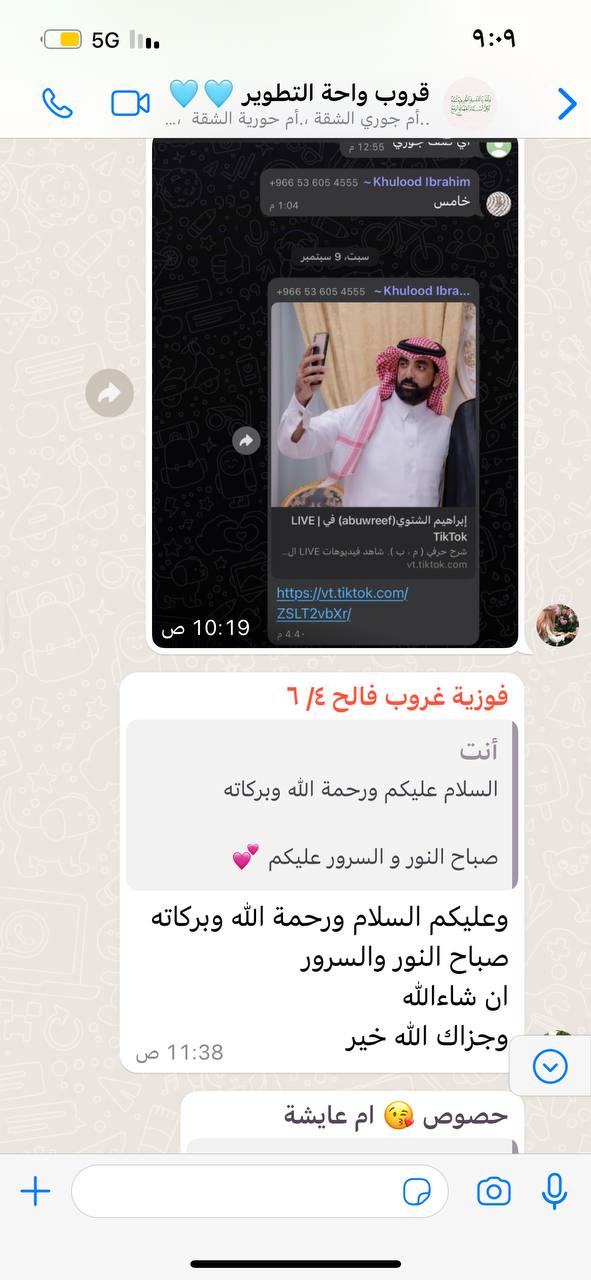 ٩:٠٩
5G
قروب واحة التطوير 🩵🩵
..أم جوري الشقة ،.أم حورية الشقة ،...
12:55 م
+966 53 605 4555 ~Khulood Ibrahim
خامس
1:04 م
سبت، 9 سبتمبر
+966 53 605 4555 ~Khulood Ibra...
إبراهيم الشتوي(abuwreef) في | LIVE
TikTok
شرح حرفي ( م ، ب ). شاهد فيديوهات LIVE ال...
vt.tiktok.com
https://vt.tiktok.com/
ZSLT2vbXr/
10:19 ص
فوزية غروب فالح ٤/ ٦
أنت
السلام عليكم ورحمة الله وبركاته
صباح النور و السرور عليكم 💕
وعليكم السلام ورحمة الله وبركاته
صباح النور والسرور
ان شاءالله
وجزاك الله خير
11:38 ص
حصوص 😘 ام عايشة